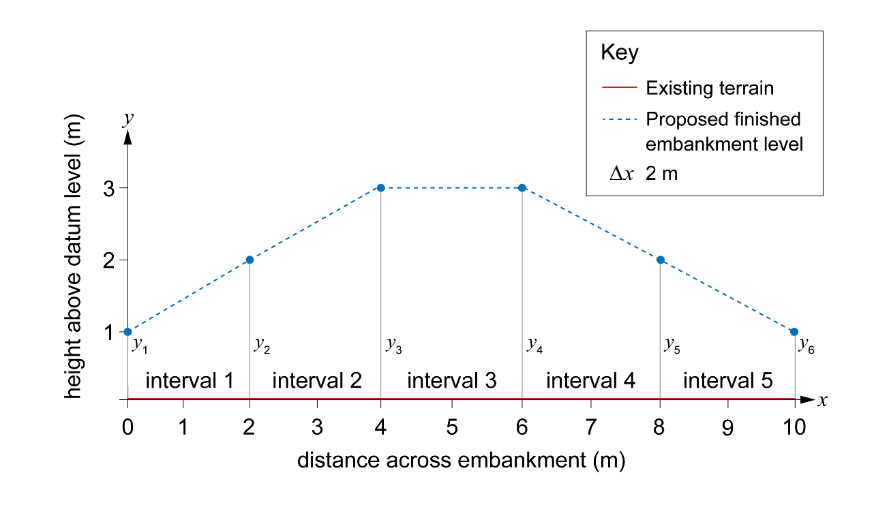 Key
Existing terrain
Proposed finished
embankment level
Δx 2 m
y
height above datum level (m)
3
2
1
y1 y2 y3 y4 y5 y6
interval 1 interval 2 interval 3 interval 4 interval 5
x
0 1 2 3 4 5 6 7 8 9 10
distance across embankment (m)